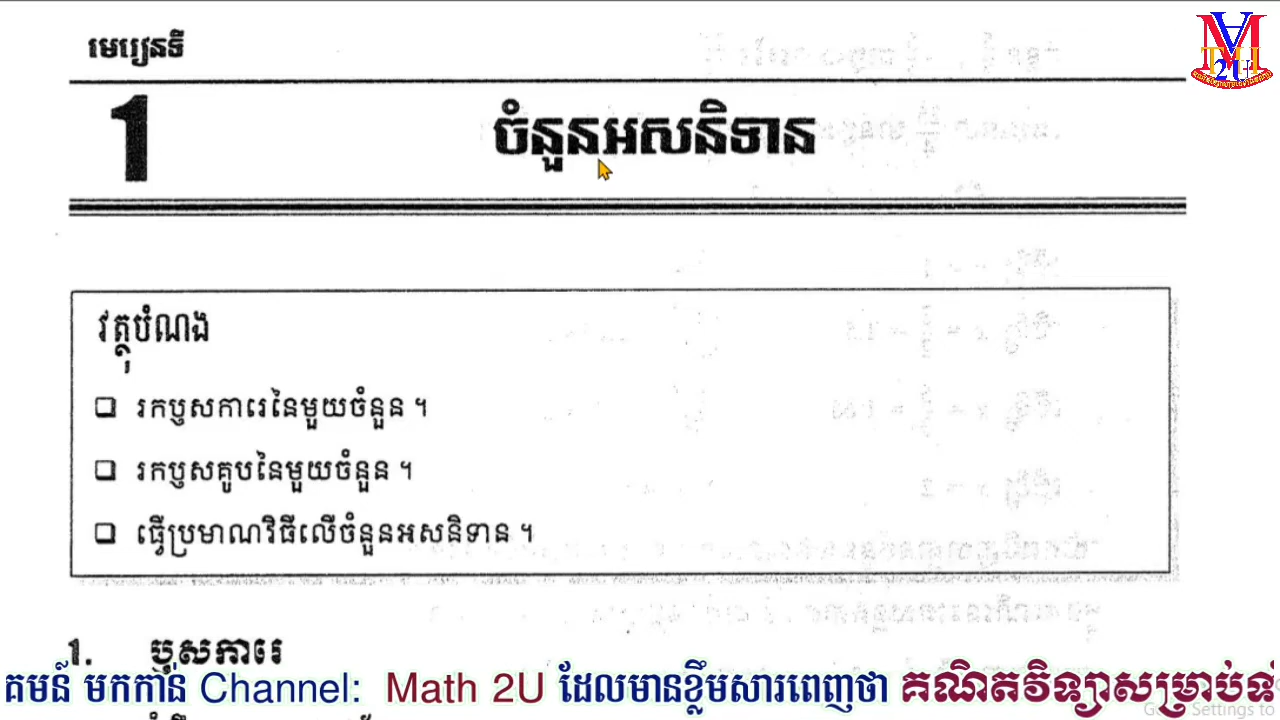 មេរៀនទី
1
ចំនួនអសនិទាន
វត្ថុបំណង
❑ រកឫសការេនៃមួយចំនួន ។
❑ រកឫសគូបនៃមួយចំនួន ។
❑ ធ្វើប្រមាណវិធីលើចំនួនអសនិទាន ។
1. ឫសការេ
គមន៍ មកកាន់ Channel: Math 2U ដែលមានខ្លឹមសារពេញថា គណិតវិទ្យាសម្រាប់ទ
Settings to